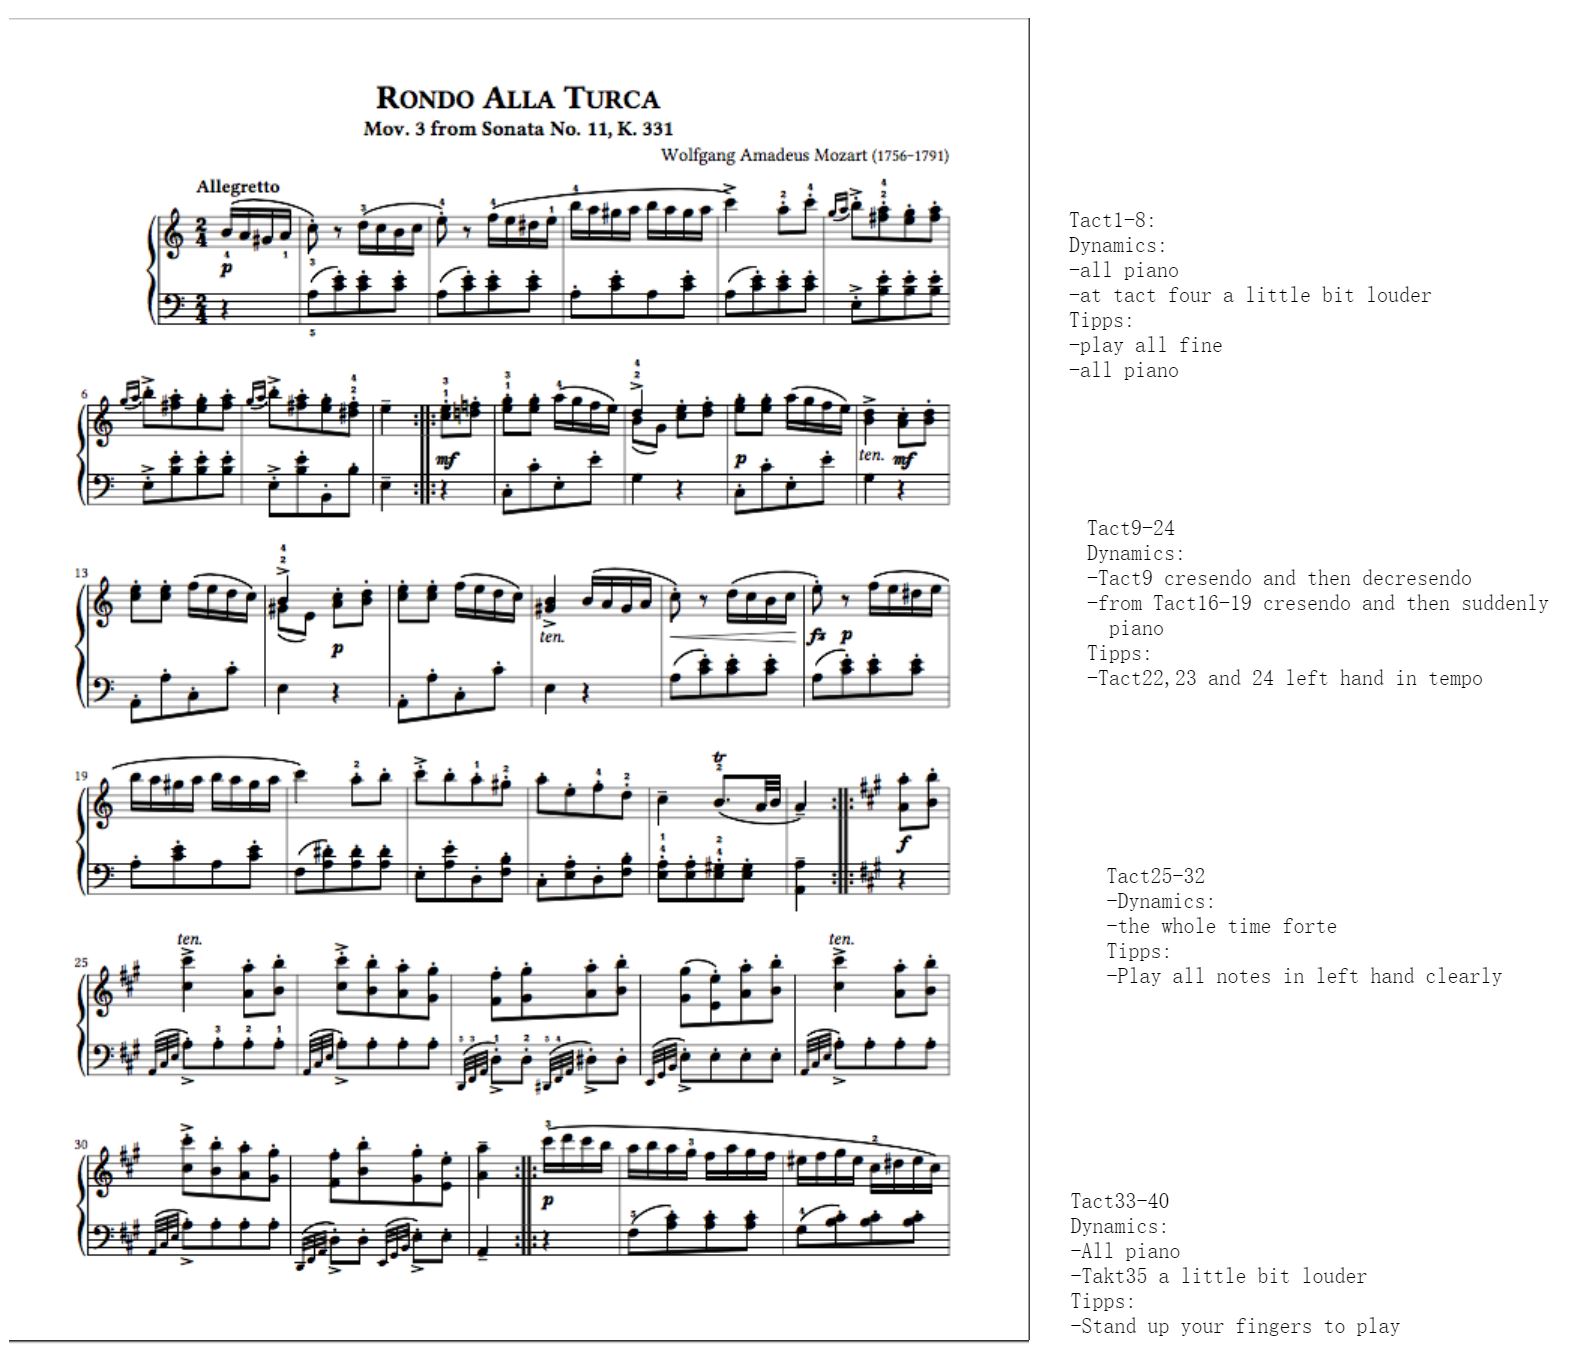 RONDO ALLA TURCA
Mov. 3 from Sonata No. 11, K. 331
Wolfgang Amadeus Mozart (1756-1791)
Allegretto
p
Tact1-8:
Dynamics:
-all piano
-at tact four a little bit louder
Tipps:
-play all fine
-all piano
6
mf
p
ten. mf
Tact9-24
Dynamics:
-Tact9 cresendo and then decresendo
-from Tact16-19 cresendo and then suddenly
piano
Tipps:
-Tact22,23 and 24 left hand in tempo
13
p
ten.
fz p
19
tr
f
Tact25-32
-Dynamics:
-the whole time forte
Tipps:
-Play all notes in left hand clearly
25
ten.
ten.
30
p
Tact33-40
Dynamics:
-All piano
-Takt35 a little bit louder
Tipps:
-Stand up your fingers to play